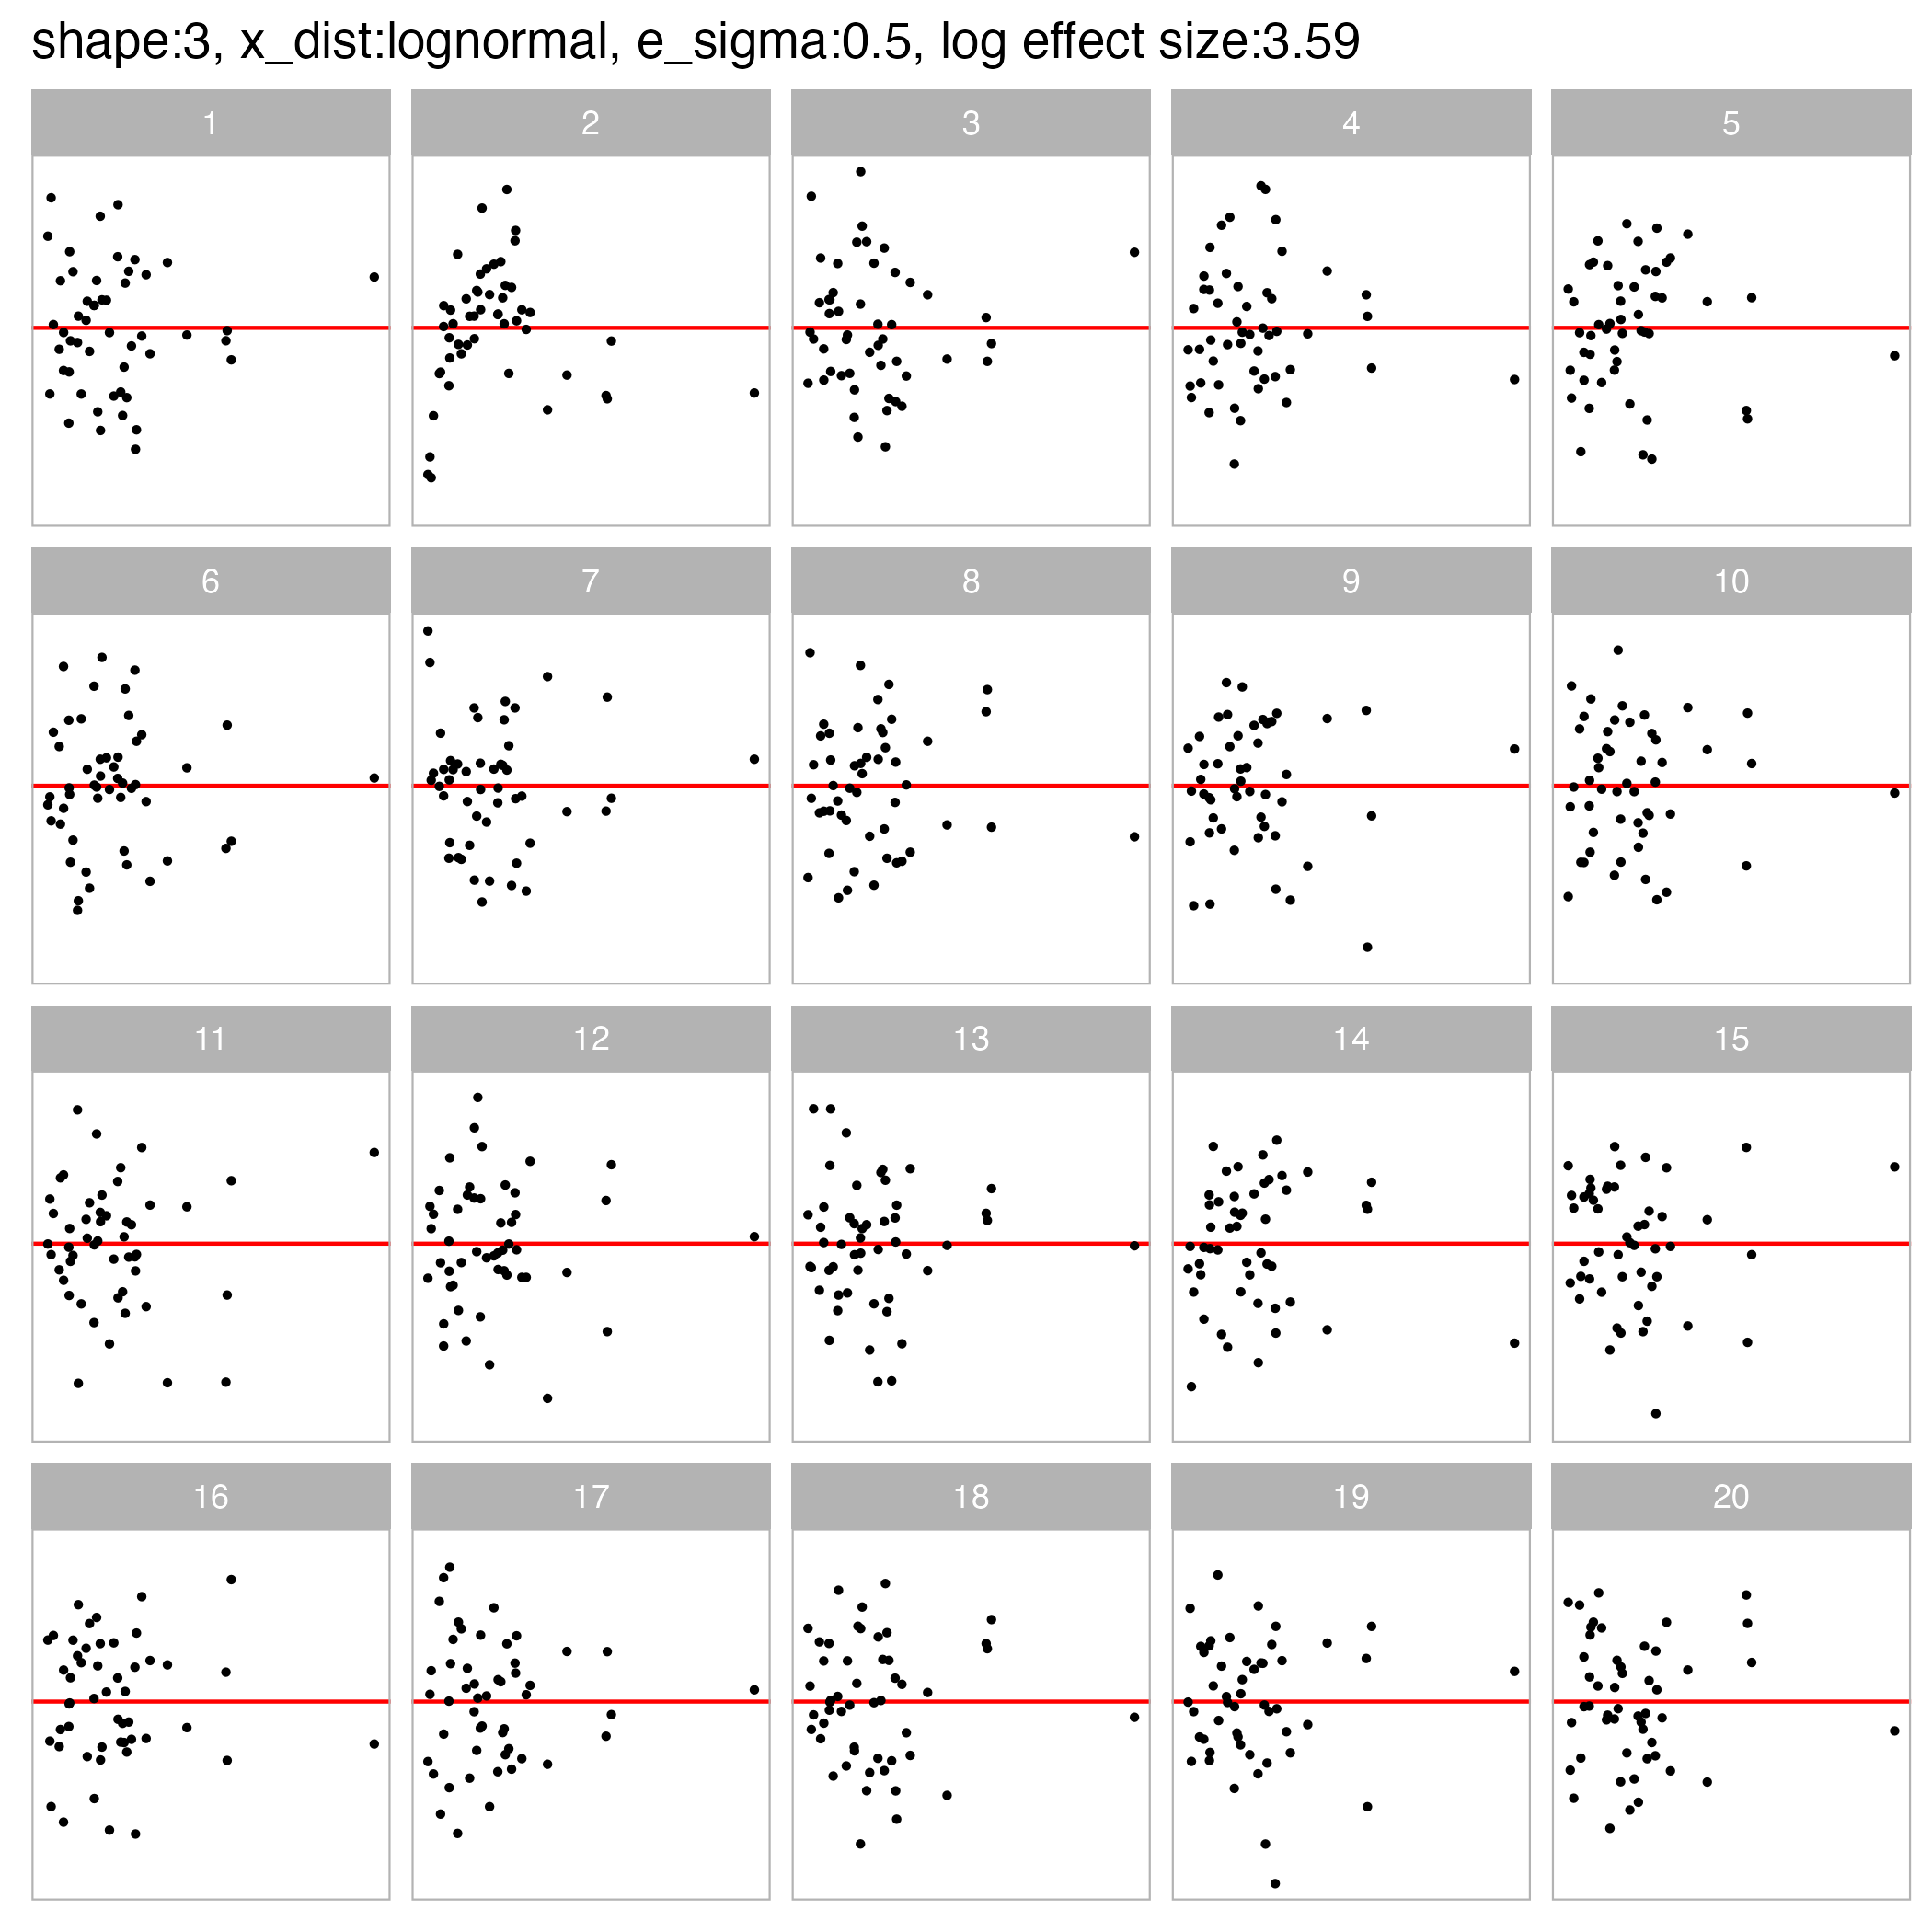 shape:3, x_dist:lognormal, e_sigma:0.5, log effect size:3.59
1 2 3 4 5
6 7 8 9 10
11 12 13 14 15
16 17 18 19 20